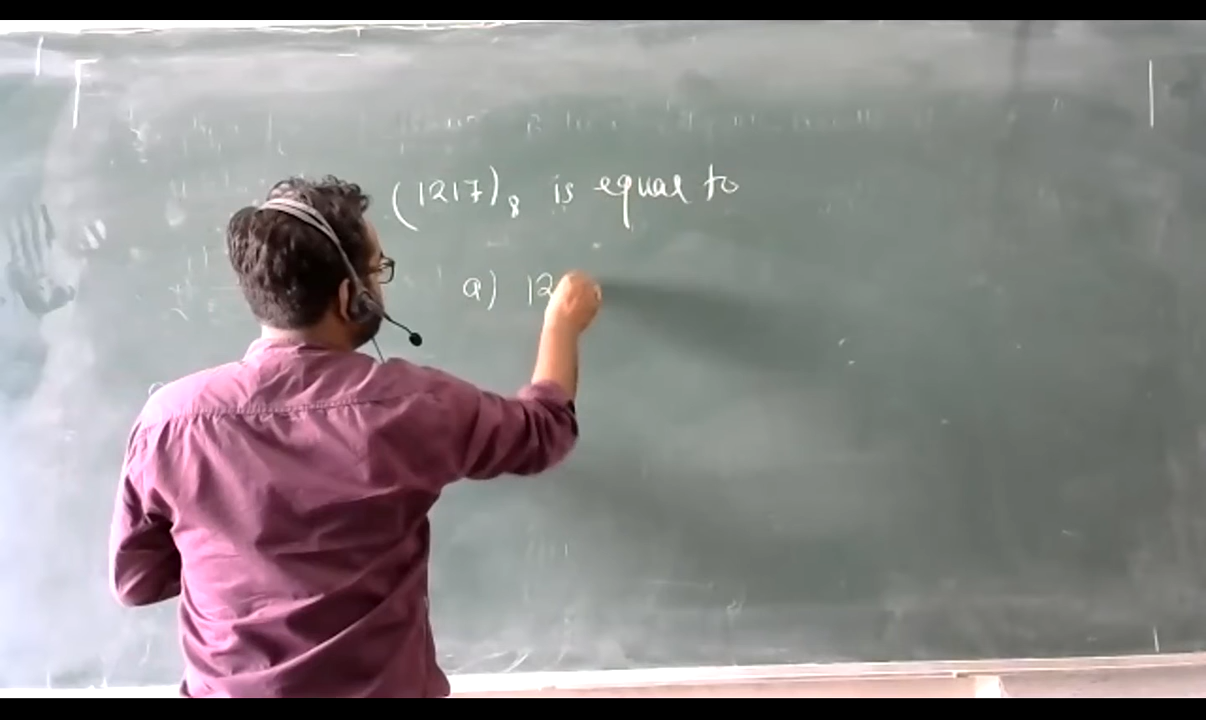 (1217)₈ is equal to
a) 12